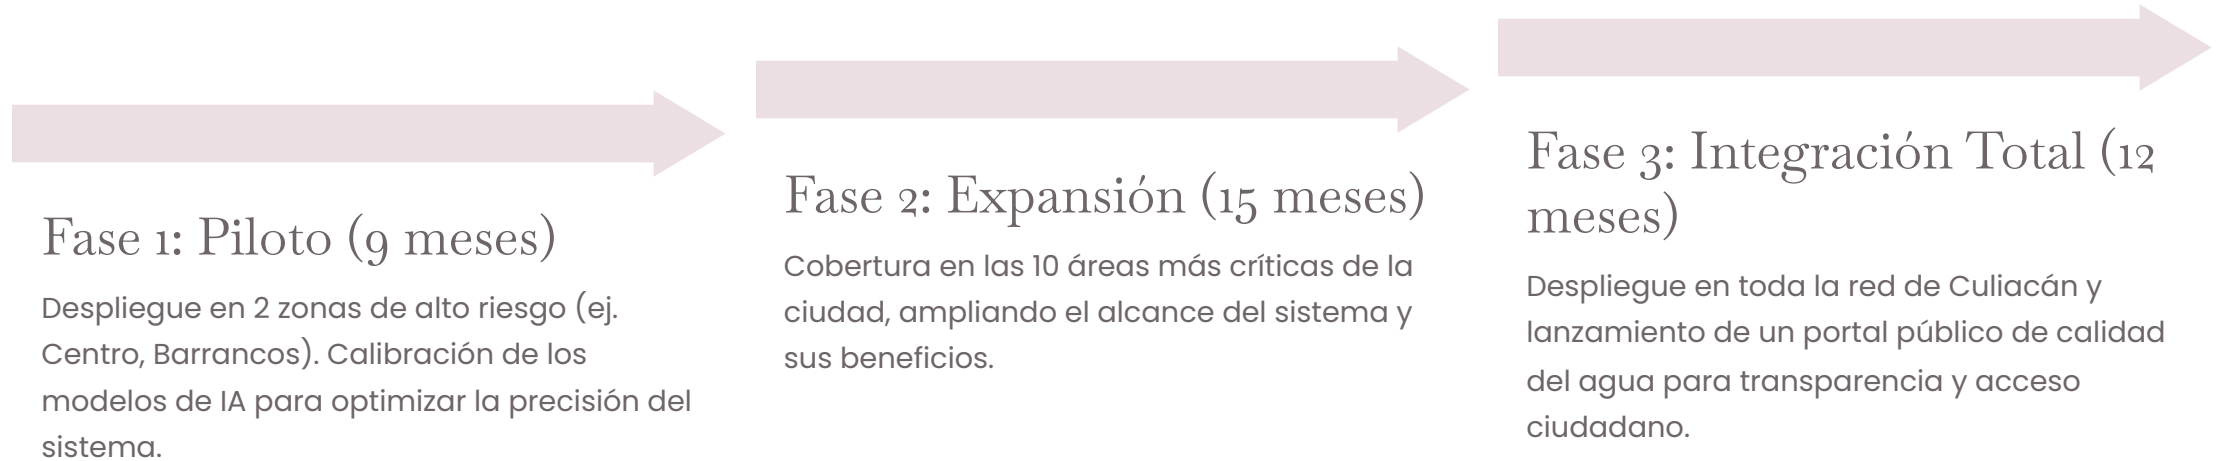 Fase 1: Piloto (9 meses)
Despliegue en 2 zonas de alto riesgo (ej.
Centro, Barrancos). Calibración de los
modelos de IA para optimizar la precisión del
sistema.
Fase 2: Expansión (15 meses)
Cobertura en las 10 áreas más críticas de la
ciudad, ampliando el alcance del sistema y
sus beneficios.
Fase 3: Integración Total (12
meses)
Despliegue en toda la red de Culiacán y
lanzamiento de un portal público de calidad
del agua para transparencia y acceso
ciudadano.